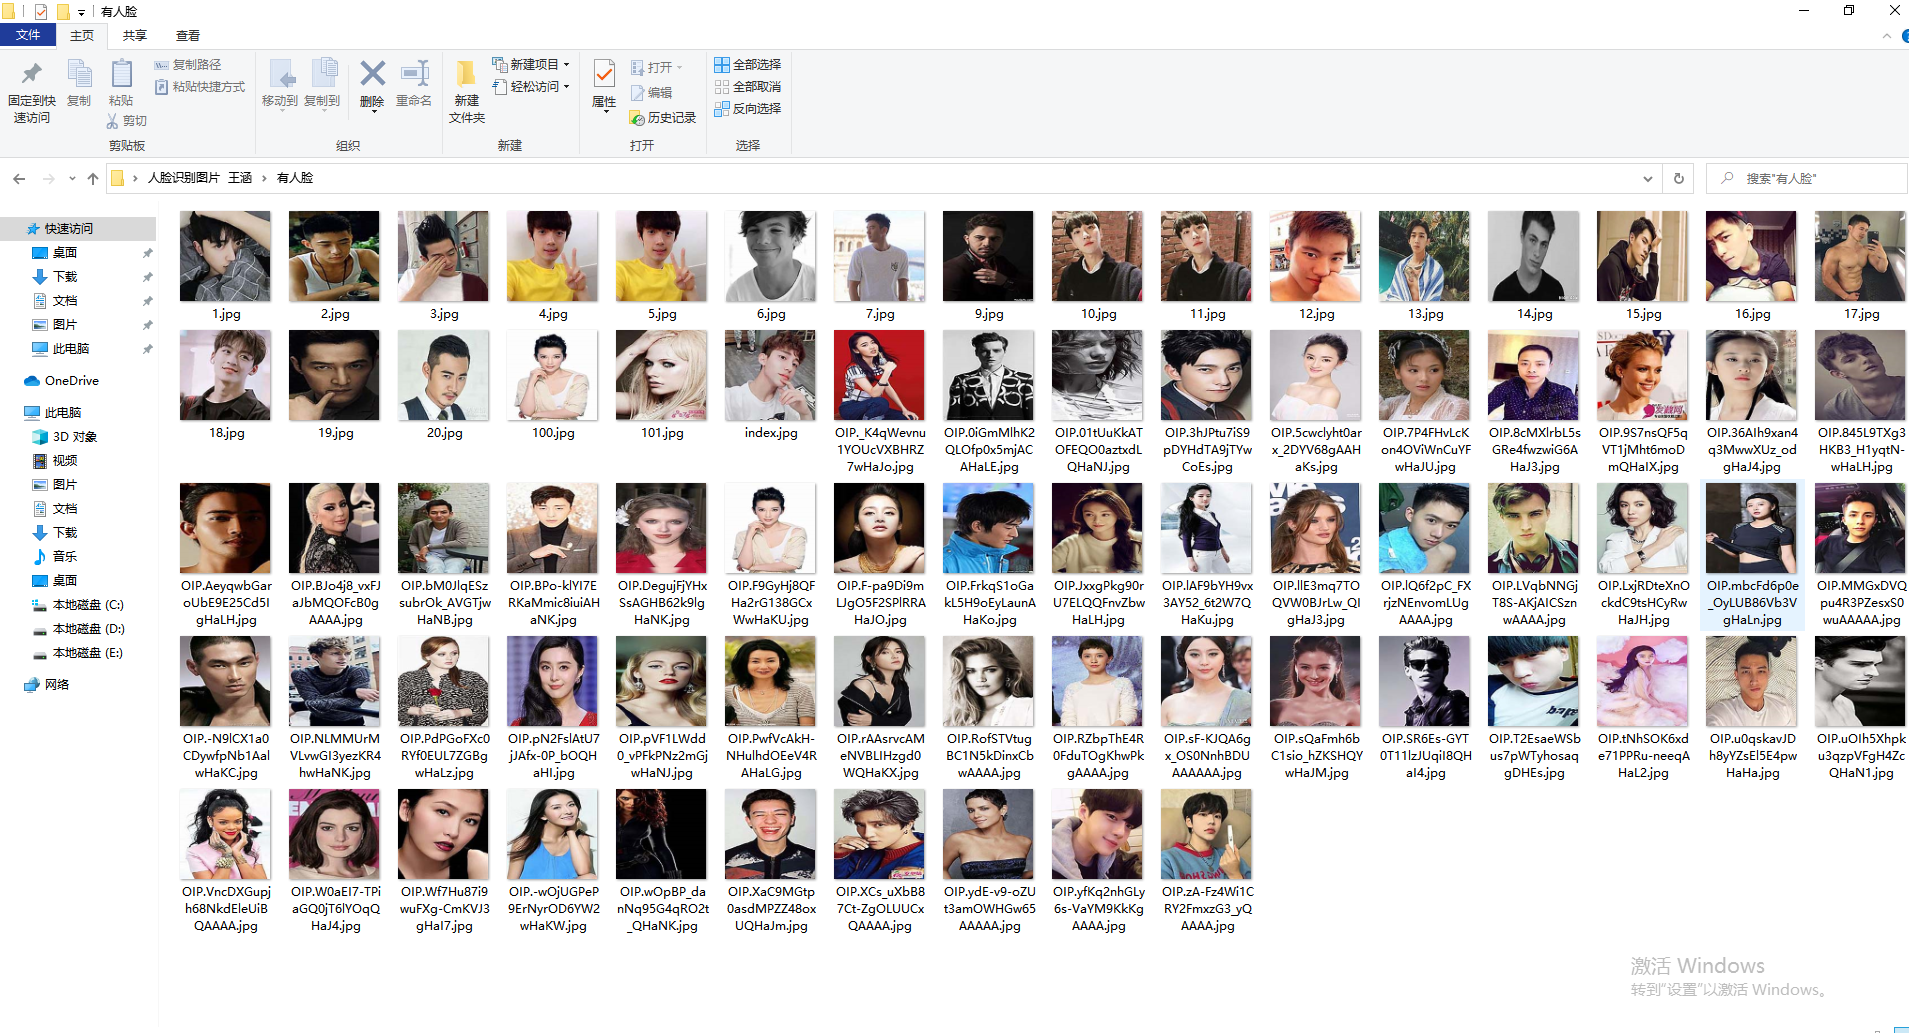 有人脸
文件 主页 共享 查看
固定到快速访问 复制 粘贴 复制路径 粘贴快捷方式 剪切
移动到 复制到 删除 重命名
新建文件夹 新建项目 轻松访问
属性 打开 编辑 历史记录
全部选择 全部取消 反向选择
剪贴板 组织 新建 打开 选择
人脸识别图片 王涵 › 有人脸
搜索"有人脸"
快速访问
桌面
下载
文档
图片
此电脑
OneDrive
此电脑
3D 对象
视频
图片
文档
下载
音乐
桌面
本地磁盘 (C:)
本地磁盘 (D:)
本地磁盘 (E:)
网络
1.jpg 2.jpg 3.jpg 4.jpg 5.jpg 6.jpg 7.jpg 9.jpg 10.jpg 11.jpg 12.jpg 13.jpg 14.jpg 15.jpg 16.jpg 17.jpg
18.jpg 19.jpg 20.jpg 100.jpg 101.jpg index.jpg
OIP._K4qWevnu1YOUcVXBHRZ7wHaJo.jpg
OIP.0iGmMlhK2QLOfp0x5mjACAHaLE.jpg
OIP.01tUuKkATOFEQO0aztxdLQHaNJ.jpg
OIP.3hJPtu7iS9pDYHdTA9jTYwCoEs.jpg
OIP.5cwclyht0arx_2DYV68gAAHaKs.jpg
OIP.7P4FHvLcKon4OViWnCuYFwHaJU.jpg
OIP.8cMXlrbL5sGRe4fwzwiG6AHaJ3.jpg
OIP.9S7nsQF5qVT1jMht6moDmQHaIX.jpg
OIP.36AIh9xan4q3MwwXUz_odgHaJ4.jpg
OIP.845L9TXg3HKB3_H1yqtN-wHaLH.jpg
OIP.AeyqwbGaroUbE9E25Cd5IgHaLH.jpg
OIP.BJo4j8_vxFJaJbMQOFcB0gAAAA.jpg
OIP.bM0JlqESzsubrOk_AVGTjwHaNB.jpg
OIP.BPo-klYI7ERKaMmic8iuiAHaNK.jpg
OIP.DegujFjYHxSsAGHB62k9lgHaNK.jpg
OIP.F9GyHj8QFHa2rG138GCxWwHaKU.jpg
OIP.F-pa9Di9mLJgO5F2SPlRRAHaJO.jpg
OIP.FrkqS1oGakL5H9oEyLaunAHaKo.jpg
OIP.JxxgPkg90rU7ELQQFnvZbwHaLH.jpg
OIP.lAF9bYH9vx3AY52_6t2W7QHaKu.jpg
OIP.llE3mq7TOQVW0BJrLw_QIgHaJ3.jpg
OIP.lQ6f2pC_FXrjzNEnvomLUgAAAA.jpg
OIP.LVqbNNGjT8S-AKjAICSznwAAAA.jpg
OIP.LxjRDteXnOckdC9tsHCyRwHaJH.jpg
OIP.mbcFd6p0e_OyLUB86Vb3VgHaLn.jpg
OIP.MMGxDVQpu4R3PZesxS0wuAAAAA.jpg
OIP.-N9lCX1a0CDywfpNb1AalwHaKC.jpg
OIP.NLMMUrMVLvwGI3yezKR4hwHaNK.jpg
OIP.PdPGoFXc0RYf0EUL7ZGBgwHaLz.jpg
OIP.pN2FslAtU7jJAfx-0P_bOQHaHI.jpg
OIP.pVF1LWdd0_vPFkPNz2mGjwHaNJ.jpg
OIP.PwfVcAkH-NHulhdOEeV4RAHaLG.jpg
OIP.rAAsrvcAMeNVBLIHzgd0WQHaKX.jpg
OIP.RofSTVtugBC1N5kDinxCbwAAAA.jpg
OIP.RZbpThE4R0FduTOgKhwPkgAAAA.jpg
OIP.sF-KJQA6gx_OS0NnhBDUAAAAAA.jpg
OIP.sQaFmh6bC1sio_hZKSHQYwHaJM.jpg
OIP.SR6Es-GYT0T11lzJUqiI8QHaI4.jpg
OIP.T2EsaeWSbus7pWTyhosaqgDHEs.jpg
OIP.tNhSOK6xde71PPRu-neeqAHaL2.jpg
OIP.u0qskavJDh8yYZsEl5E4pwHaHa.jpg
OIP.uOIh5Xhpku3qzpVFgH4ZcQHaN1.jpg
OIP.VncDXGupjh68NkdEleUiBQAAAA.jpg
OIP.W0aEI7-TPiaGQ0jT6lYOqQHaJ4.jpg
OIP.Wf7Hu87i9wuFXg-CmKVJ3gHaI7.jpg
OIP.-wOjUGPeP9ErNyrOD6YW2wHaKW.jpg
OIP.wOpBP_danNq95G4qRO2t_QHaNK.jpg
OIP.XaC9MGtp0asdMPZZ48oxUQHaJm.jpg
OIP.XCs_uXbB87Ct-ZgOLUUCxQAAAA.jpg
OIP.ydE-v9-oZUt3amOWHGw65AAAAA.jpg
OIP.yfKq2nhGLy6s-VaYM9KkKgAAAA.jpg
OIP.zA-Fz4Wi1CRY2FmxzG3_yQAAAA.jpg
激活 Windows
转到"设置"以激活 Windows。